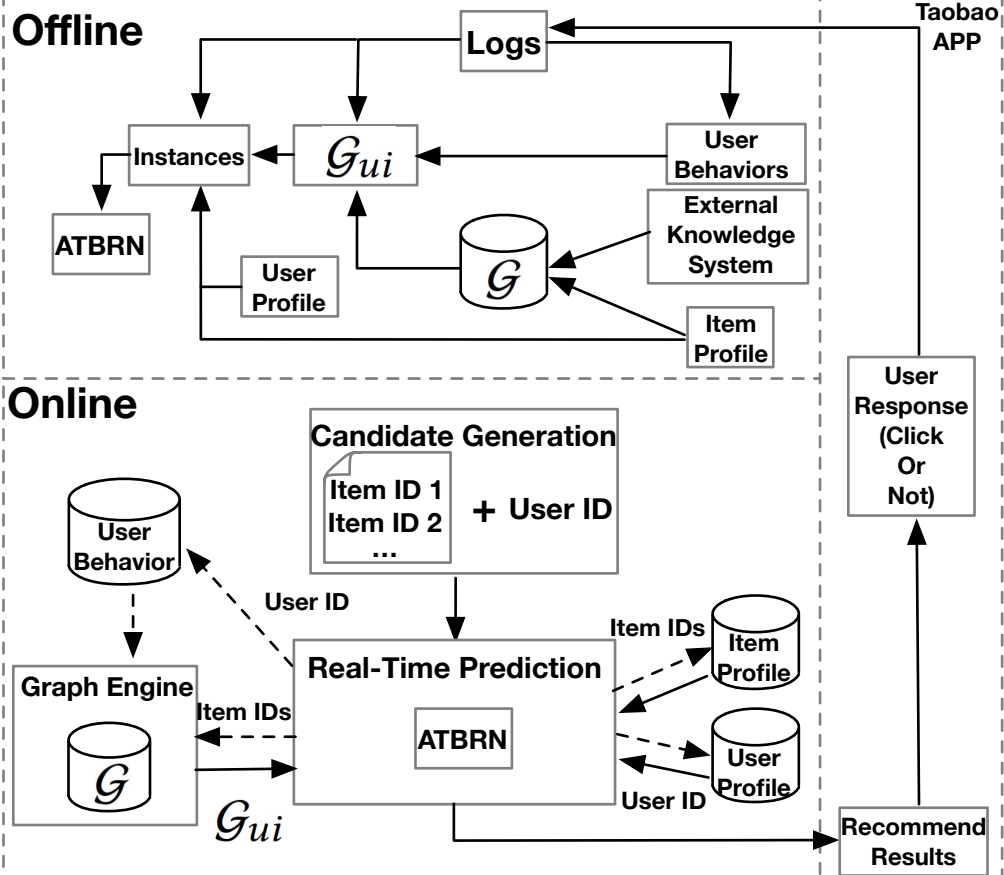 Offline
Logs
Taobao
APP
Instances
𝒢ui
User
Behaviors
ATBRN
External
Knowledge
System
User
Profile
𝒢
Item
Profile
Online
Candidate Generation
Item ID 1
Item ID 2
...
+ User ID
User
Response
(Click
Or
Not)
User
Behavior
User ID
Item IDs
Item
Profile
Real-Time Prediction
Graph Engine
Item IDs
ATBRN
𝒢
User
Profile
User ID
𝒢ui
Recommend
Results